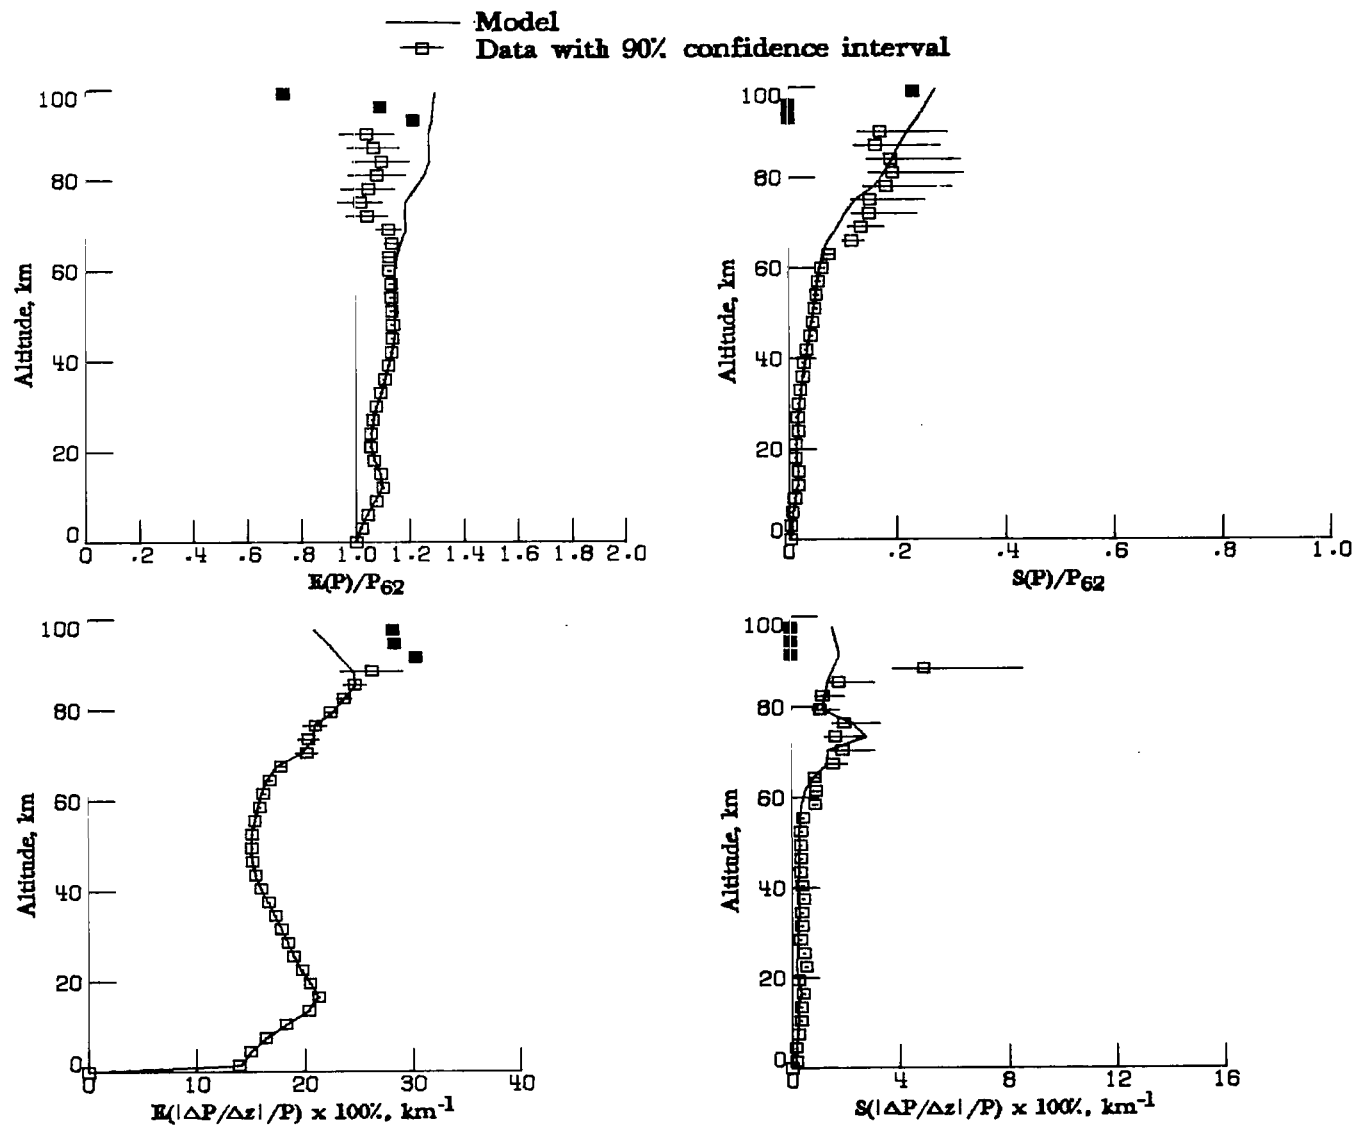 Model
Data with 90% confidence interval
100
80
60
40
20
0
Altitude, km
0 .2 .4 .6 .8 1.0 1.2 1.4 1.6 1.8 2.0
E(P)/P62
100
80
60
40
20
0
Altitude, km
0 .2 .4 .6 .8 1.0
S(P)/P62
100
80
60
40
20
0
Altitude, km
0 10 20 30 40
E(|ΔP/Δz|/P) x 100%, km-1
100
80
60
40
20
0
Altitude, km
0 4 8 12 16
S(|ΔP/Δz|/P) x 100%, km-1